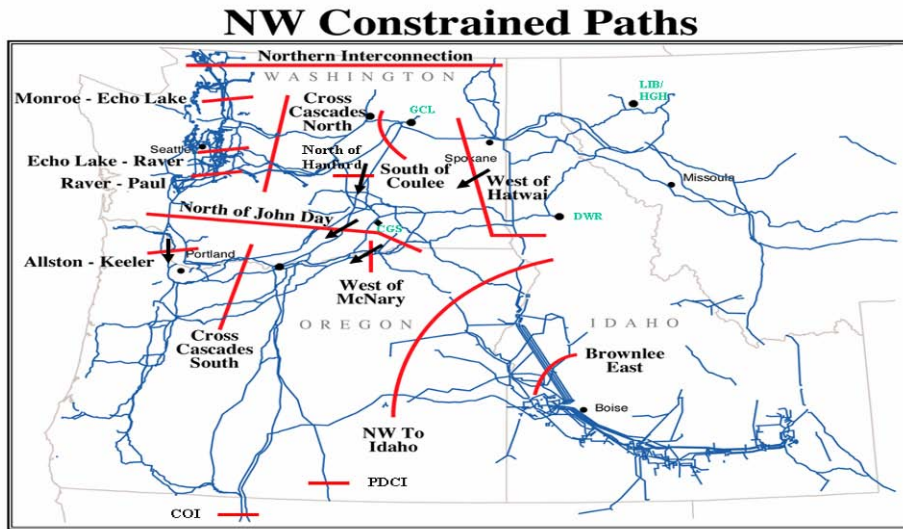 NW Constrained Paths
Northern Interconnection
WASHINGTON
LIB/
HGH
Monroe - Echo Lake
Cross
Cascades
North
GCL
Echo Lake - Raver
Seattle
North of
Hanford
South of
Coulee
Spokane
West of
Hatwai
Missoula
Raver - Paul
North of John Day
CGS
DWR
Allston - Keeler
Portland
West of
McNary
Cross
Cascades
South
OREGON
IDAHO
Brownlee
East
Boise
NW To
Idaho
PDCI
COI